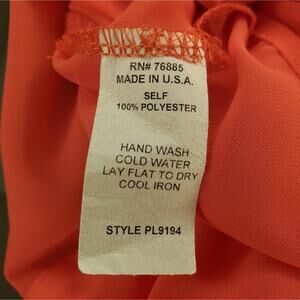 RN# 76885
MADE IN U.S.A.
SELF
100% POLYESTER
HAND WASH
COLD WATER
LAY FLAT TO DRY
COOL IRON
STYLE PL9194